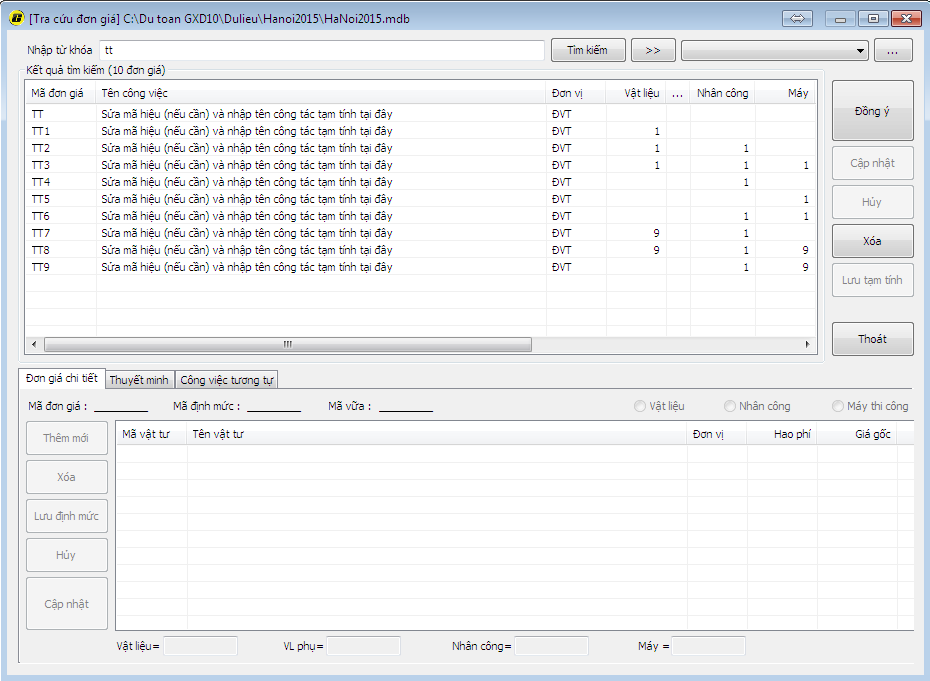 [Tra cứu đơn giá] C:\Du toan GXD10\Dulieu\Hanoi2015\HaNoi2015.mdb
Nhập từ khóa tt Tìm kiếm >> ...
Kết quả tìm kiếm (10 đơn giá)
Mã đơn giá Tên công việc Đơn vị Vật liệu ... Nhân công Máy
TT Sửa mã hiệu (nếu cần) và nhập tên công tác tạm tính tại đây ĐVT
TT1 Sửa mã hiệu (nếu cần) và nhập tên công tác tạm tính tại đây ĐVT 1
TT2 Sửa mã hiệu (nếu cần) và nhập tên công tác tạm tính tại đây ĐVT 1 1
TT3 Sửa mã hiệu (nếu cần) và nhập tên công tác tạm tính tại đây ĐVT 1 1 1
TT4 Sửa mã hiệu (nếu cần) và nhập tên công tác tạm tính tại đây ĐVT 1
TT5 Sửa mã hiệu (nếu cần) và nhập tên công tác tạm tính tại đây ĐVT 1
TT6 Sửa mã hiệu (nếu cần) và nhập tên công tác tạm tính tại đây ĐVT 1 1
TT7 Sửa mã hiệu (nếu cần) và nhập tên công tác tạm tính tại đây ĐVT 9 1
TT8 Sửa mã hiệu (nếu cần) và nhập tên công tác tạm tính tại đây ĐVT 9 1 9
TT9 Sửa mã hiệu (nếu cần) và nhập tên công tác tạm tính tại đây ĐVT 1 9
Đồng ý
Cập nhật
Hủy
Xóa
Lưu tạm tính
Thoát
Đơn giá chi tiết Thuyết minh Công việc tương tự
Mã đơn giá : Mã định mức : Mã vữa : Vật liệu Nhân công Máy thi công
Thêm mới
Xóa
Lưu định mức
Hủy
Cập nhật
Mã vật tư Tên vật tư Đơn vị Hao phí Giá gốc
Vật liệu= VL phụ= Nhân công= Máy =